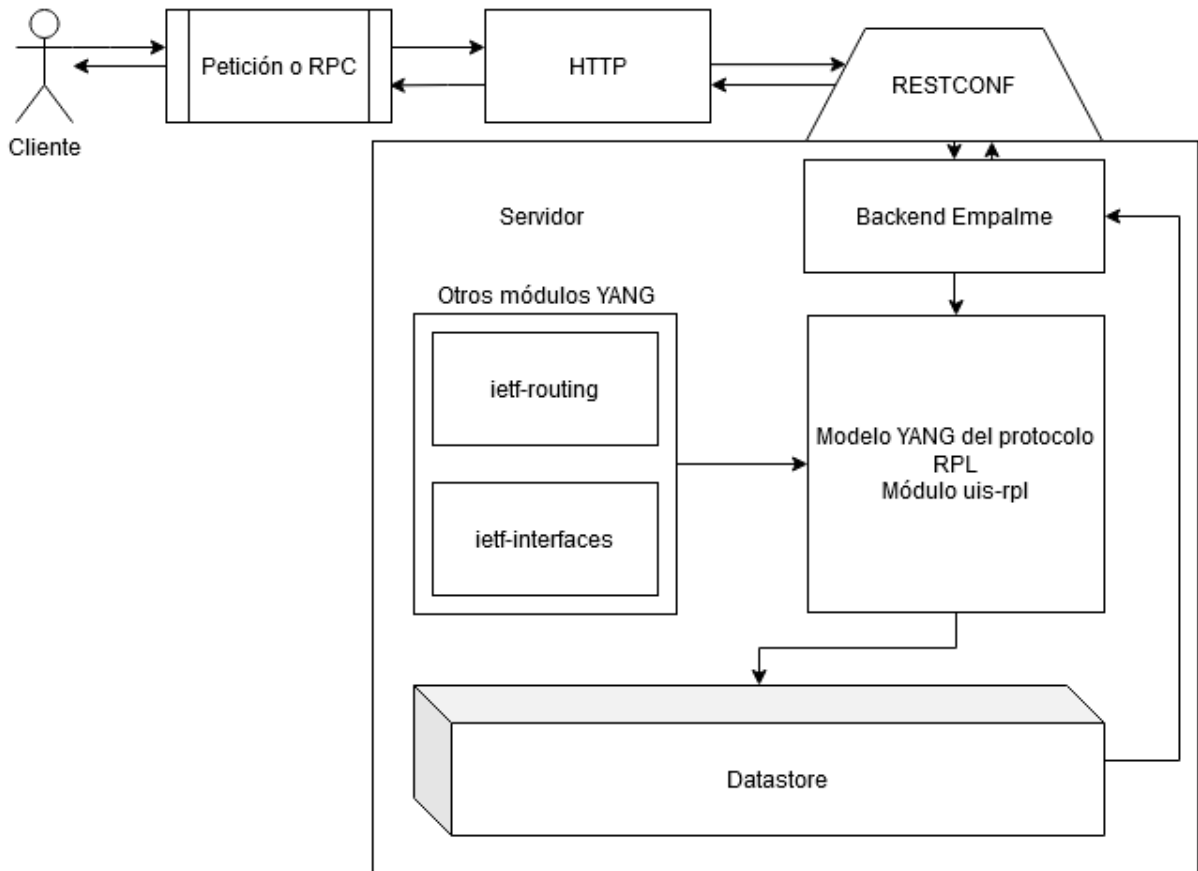 Petición o RPC
HTTP
RESTCONF
Cliente
Servidor
Backend Empalme
Otros módulos YANG
ietf-routing
ietf-interfaces
Modelo YANG del protocolo
RPL
Módulo uis-rpl
Datastore